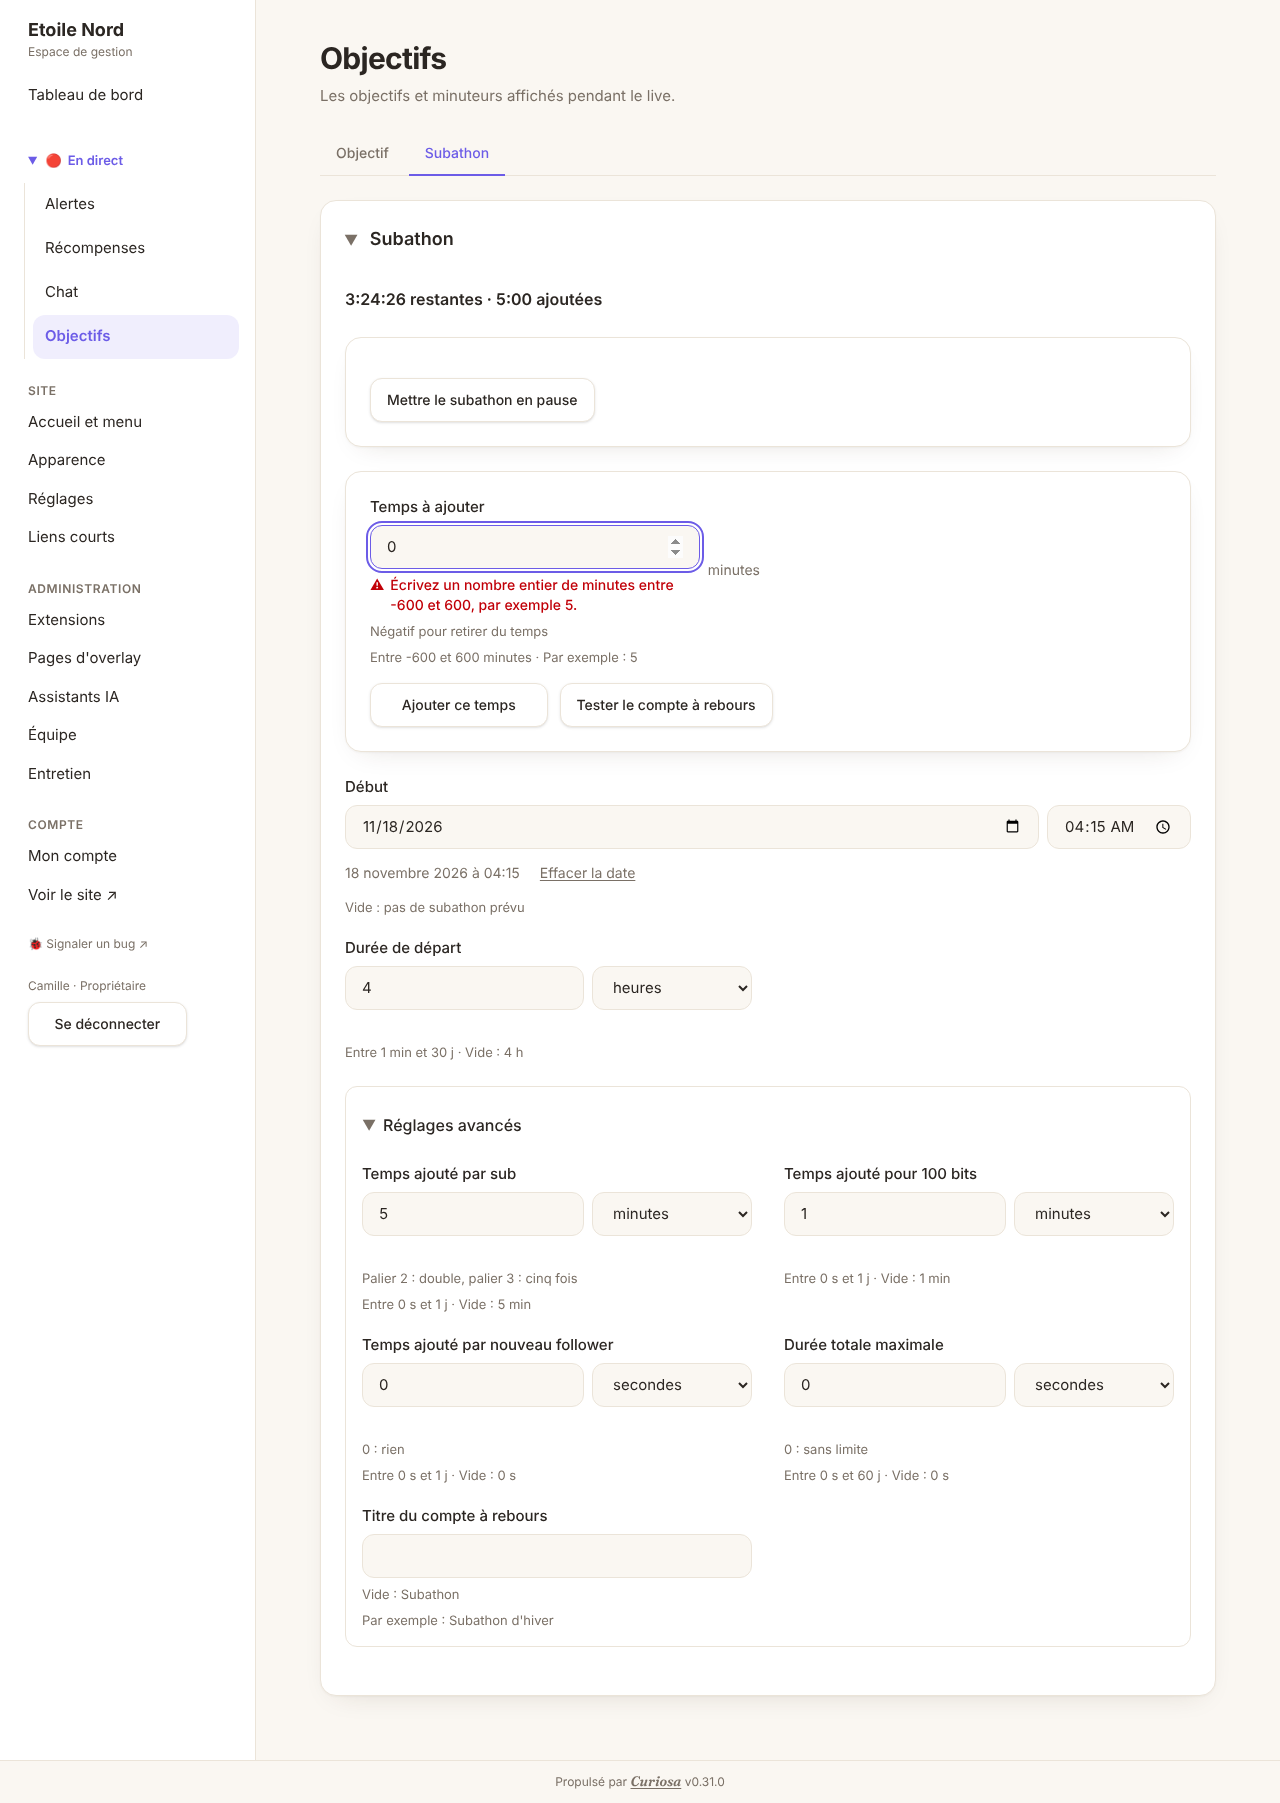 Etoile Nord
Espace de gestion
Tableau de bord
En direct
Alertes
Récompenses
Chat
Objectifs
SITE
Accueil et menu
Apparence
Réglages
Liens courts
ADMINISTRATION
Extensions
Pages d'overlay
Assistants IA
Équipe
Entretien
COMPTE
Mon compte
Voir le site ↗
Signaler un bug ↗
Camille · Propriétaire
Se déconnecter
Objectifs
Les objectifs et minuteurs affichés pendant le live.
Objectif Subathon
Subathon
3:24:26 restantes · 5:00 ajoutées
Mettre le subathon en pause
Temps à ajouter
0
minutes
Écrivez un nombre entier de minutes entre
-600 et 600, par exemple 5.
Négatif pour retirer du temps
Entre -600 et 600 minutes · Par exemple : 5
Ajouter ce temps Tester le compte à rebours
Début
11/18/2026 04:15 AM
18 novembre 2026 à 04:15 Effacer la date
Vide : pas de subathon prévu
Durée de départ
4 heures
Entre 1 min et 30 j · Vide : 4 h
Réglages avancés
Temps ajouté par sub
5 minutes
Palier 2 : double, palier 3 : cinq fois
Entre 0 s et 1 j · Vide : 5 min
Temps ajouté pour 100 bits
1 minutes
Entre 0 s et 1 j · Vide : 1 min
Temps ajouté par nouveau follower
0 secondes
0 : rien
Entre 0 s et 1 j · Vide : 0 s
Durée totale maximale
0 secondes
0 : sans limite
Entre 0 s et 60 j · Vide : 0 s
Titre du compte à rebours
Vide : Subathon
Par exemple : Subathon d'hiver
Propulsé par Curiosa v0.31.0